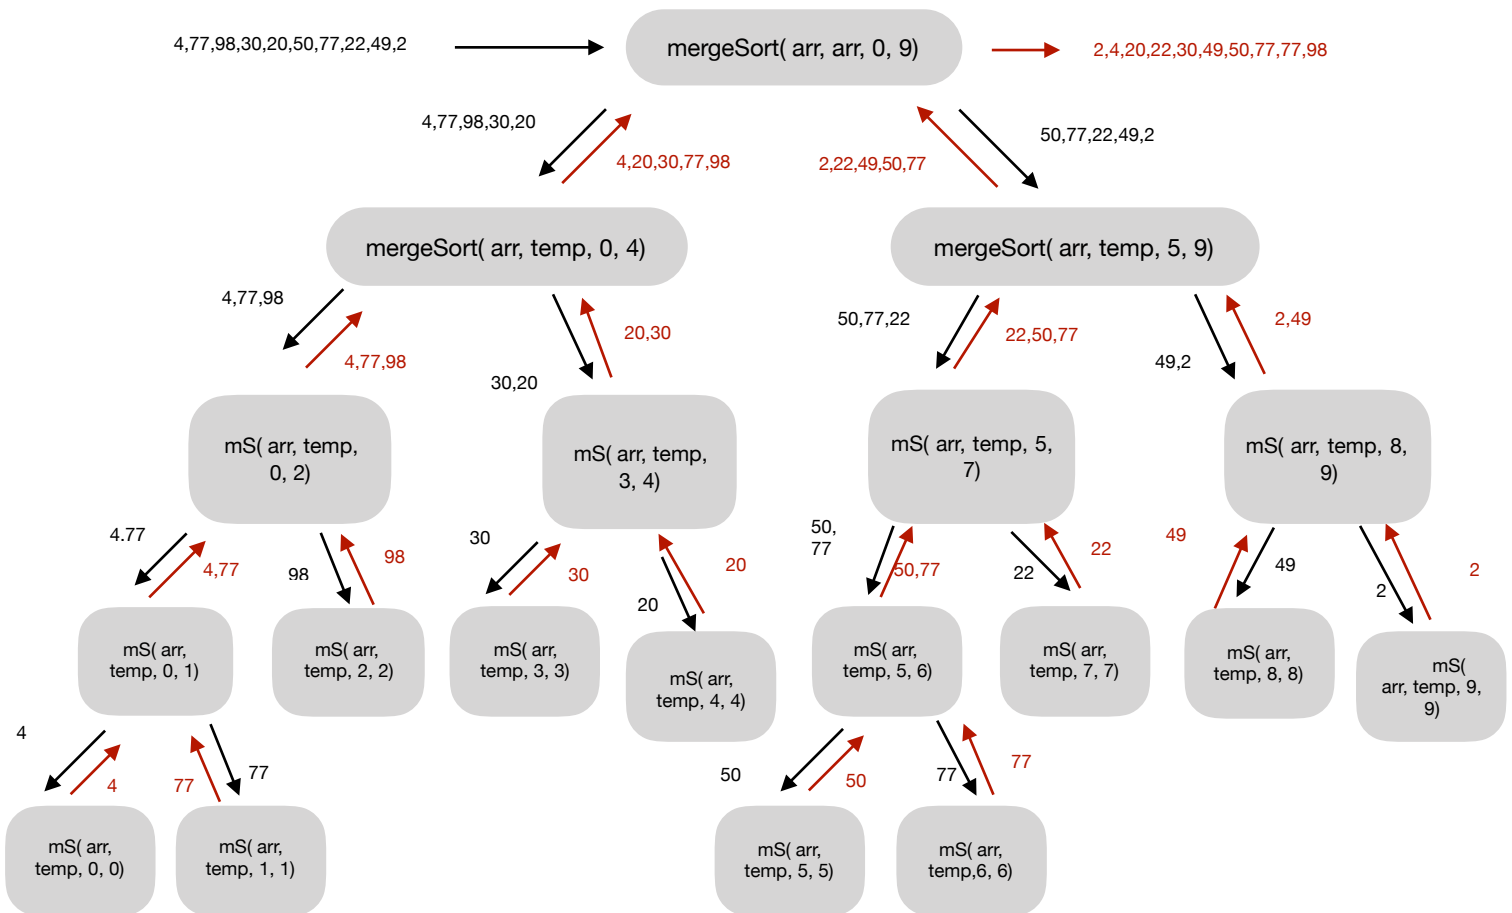 4,77,98,30,20,50,77,22,49,2
mergeSort( arr, arr, 0, 9)
2,4,20,22,30,49,50,77,77,98
4,77,98,30,20
4,20,30,77,98
2,22,49,50,77
50,77,22,49,2
mergeSort( arr, temp, 0, 4)
mergeSort( arr, temp, 5, 9)
4,77,98
4,77,98
20,30
30,20
50,77,22
22,50,77
2,49
49,2
mS( arr, temp,
0, 2)
mS( arr, temp,
3, 4)
mS( arr, temp, 5,
7)
mS( arr, temp, 8,
9)
4.77
4,77
98
98
30
30
20
20
50,
77
50,77
22
22
49
49
2
2
mS( arr,
temp, 0, 1)
mS( arr,
temp, 2, 2)
mS( arr,
temp, 3, 3)
mS( arr,
temp, 4, 4)
mS( arr,
temp, 5, 6)
mS( arr,
temp, 7, 7)
mS( arr,
temp, 8, 8)
mS(
arr, temp, 9,
9)
4
4
77
77
50
50
77
77
mS( arr,
temp, 0, 0)
mS( arr,
temp, 1, 1)
mS( arr,
temp, 5, 5)
mS( arr,
temp,6, 6)